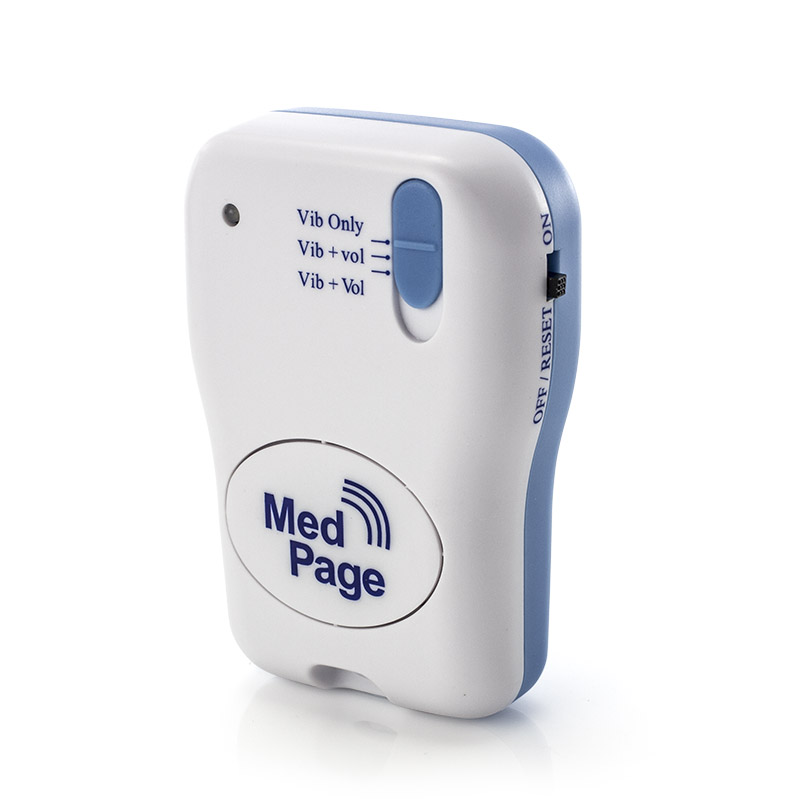 Vib Only
Vib + vol
Vib + Vol
OFF / RESET ON
Med
Page